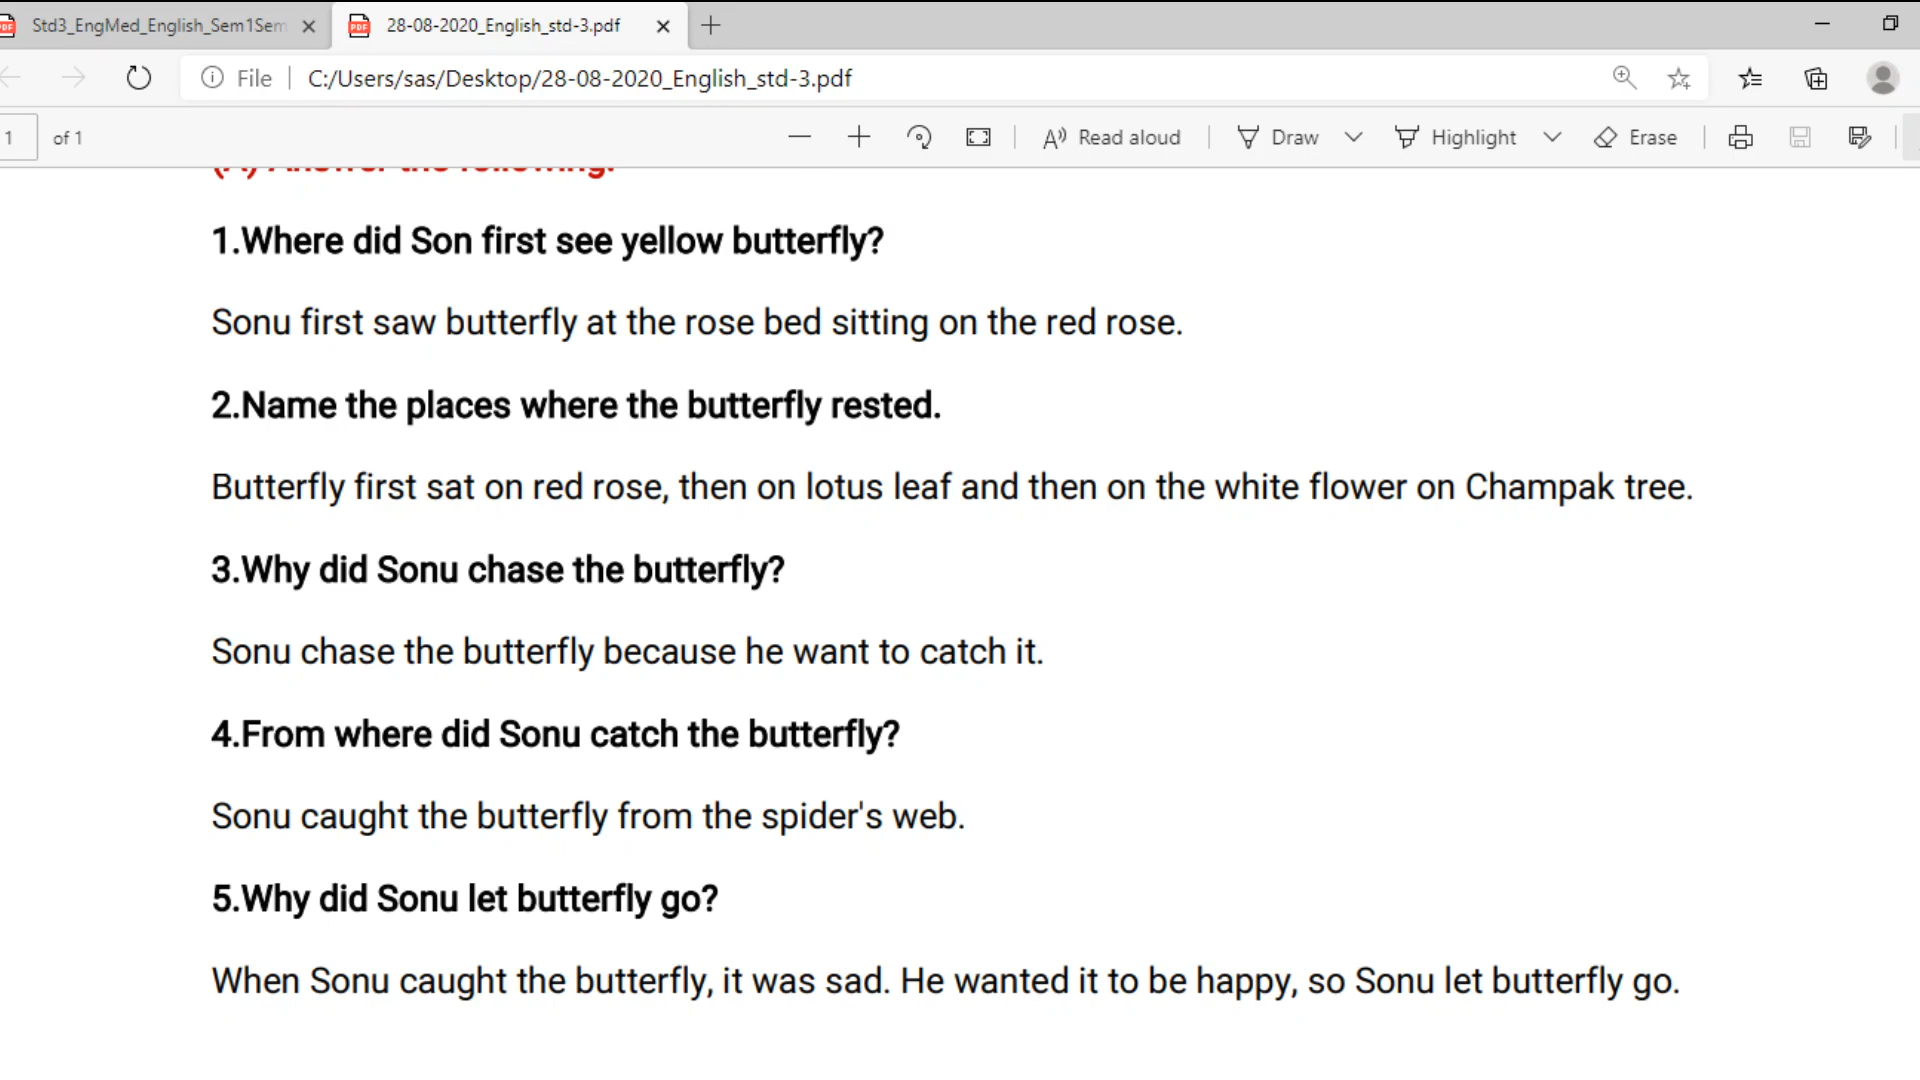 Std3_EngMed_English_Sem1Sem
28-08-2020_English_std-3.pdf
File
C:/Users/sas/Desktop/28-08-2020_English_std-3.pdf
1 of 1
Read aloud
Draw
Highlight
Erase
(A) Answer the following:
1.Where did Son first see yellow butterfly?
Sonu first saw butterfly at the rose bed sitting on the red rose.
2.Name the places where the butterfly rested.
Butterfly first sat on red rose, then on lotus leaf and then on the white flower on Champak tree.
3.Why did Sonu chase the butterfly?
Sonu chase the butterfly because he want to catch it.
4.From where did Sonu catch the butterfly?
Sonu caught the butterfly from the spider's web.
5.Why did Sonu let butterfly go?
When Sonu caught the butterfly, it was sad. He wanted it to be happy, so Sonu let butterfly go.